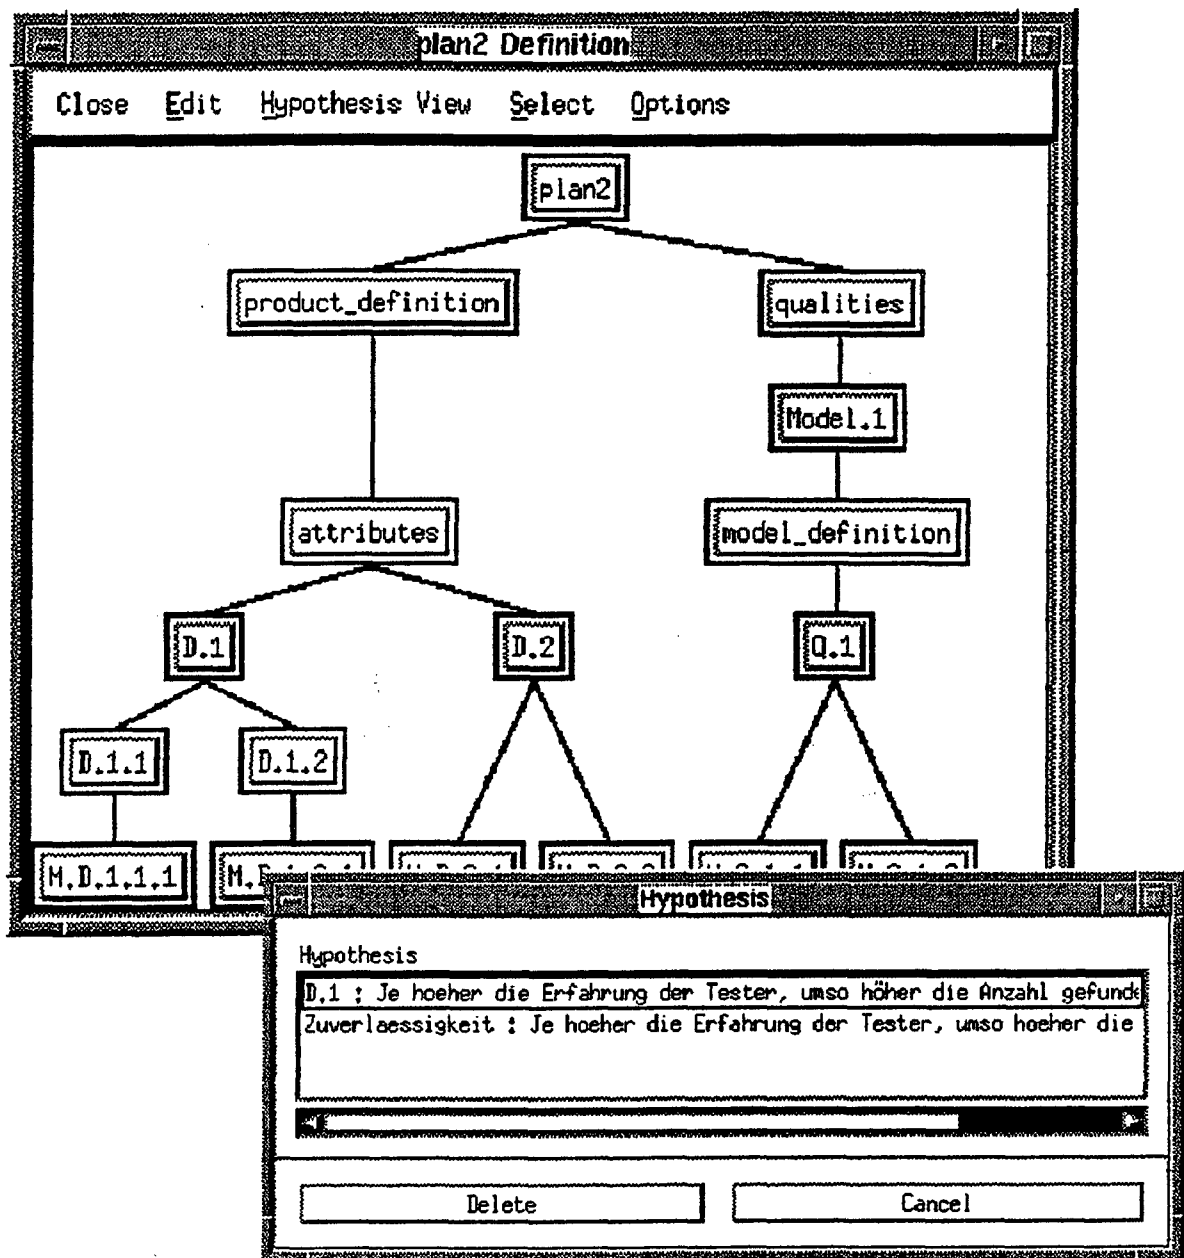 plan2 Definition
Close Edit Hypothesis View Select Options
plan2
product_definition qualities
Model.1
attributes model_definition
D.1 D.2 Q.1
D.1.1 D.1.2
M.D.1.1.1
Hypothesis
Hypothesis
D.1 : Je hoeher die Erfahrung der Tester, umso höher die Anzahl
Zuverlaessigkeit : Je hoeher die Erfahrung der Tester, umso hoeher die
Delete Cancel